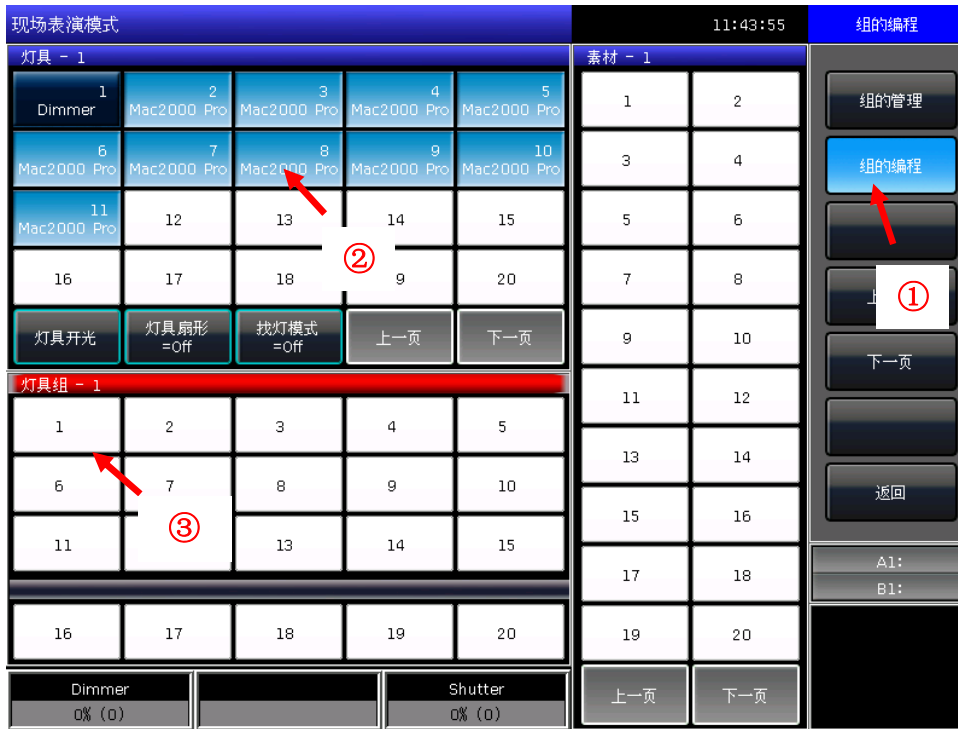 现场表演模式
11:43:55
组的编程
灯具 - 1
素材 - 1
1
Dimmer
2
Mac2000 Pro
3
Mac2000 Pro
4
Mac2000 Pro
5
Mac2000 Pro
6
Mac2000 Pro
7
Mac2000 Pro
8
Mac2000 Pro
9
Mac2000 Pro
10
Mac2000 Pro
11
Mac2000 Pro
12
13
14
15
②
16
17
18
9
20
灯具开光
灯具扇形
=Off
找灯模式
=Off
上一页
下一页
灯具组 - 1
1
2
3
4
5
6
7
8
9
10
③
11
13
14
15
16
17
18
19
20
Dimmer
0% (0)
Shutter
0% (0)
1
2
3
4
5
6
7
8
9
10
11
12
13
14
15
16
17
18
19
20
上一页
下一页
组的管理
组的编程
①
上
下一页
返回
A1:
B1: